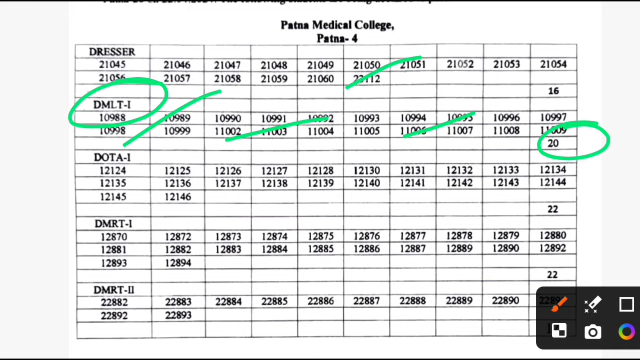 Patna Medical College,
Patna- 4
DRESSER
21045 21046 21047 21048 21049 21050 21051 21052 21053 21054
21056 21057 21058 21059 21060 22112
16
DMLT-I
10988 10989 10990 10991 10992 10993 10994 10995 10996 10997
10998 10999 11002 11003 11004 11005 11006 11007 11008 11009
20
DOTA-I
12124 12125 12126 12127 12128 12130 12131 12132 12133 12134
12135 12136 12137 12138 12139 12140 12141 12142 12143 12144
12145 12146
22
DMRT-I
12870 12872 12873 12874 12875 12876 12877 12878 12879 12880
12881 12882 12883 12884 12885 12886 12887 12889 12890 12892
12893 12894
22
DMRT-II
22882 22883 22884 22885 22886 22887 22888 22889 22890
22892 22893